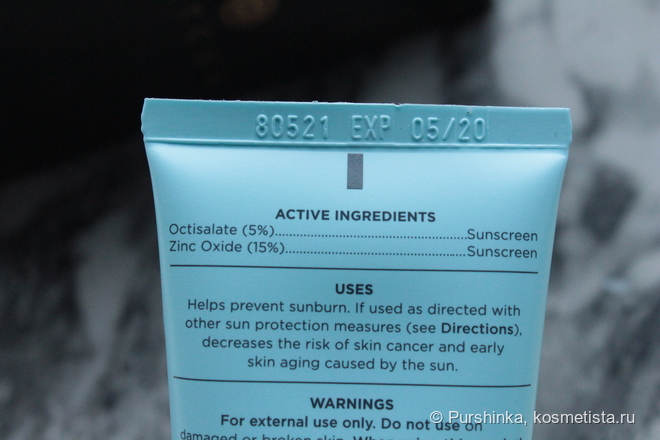 80521 EXP 05/20
ACTIVE INGREDIENTS
Octisalate (5%)..........................................Sunscreen
Zinc Oxide (15%)........................................Sunscreen
USES
Helps prevent sunburn. If used as directed with
other sun protection measures (see Directions),
decreases the risk of skin cancer and early
skin aging caused by the sun.
WARNINGS
For external use only. Do not use on
damaged or broken skin. When using this
© Purshinka, kosmetista.ru